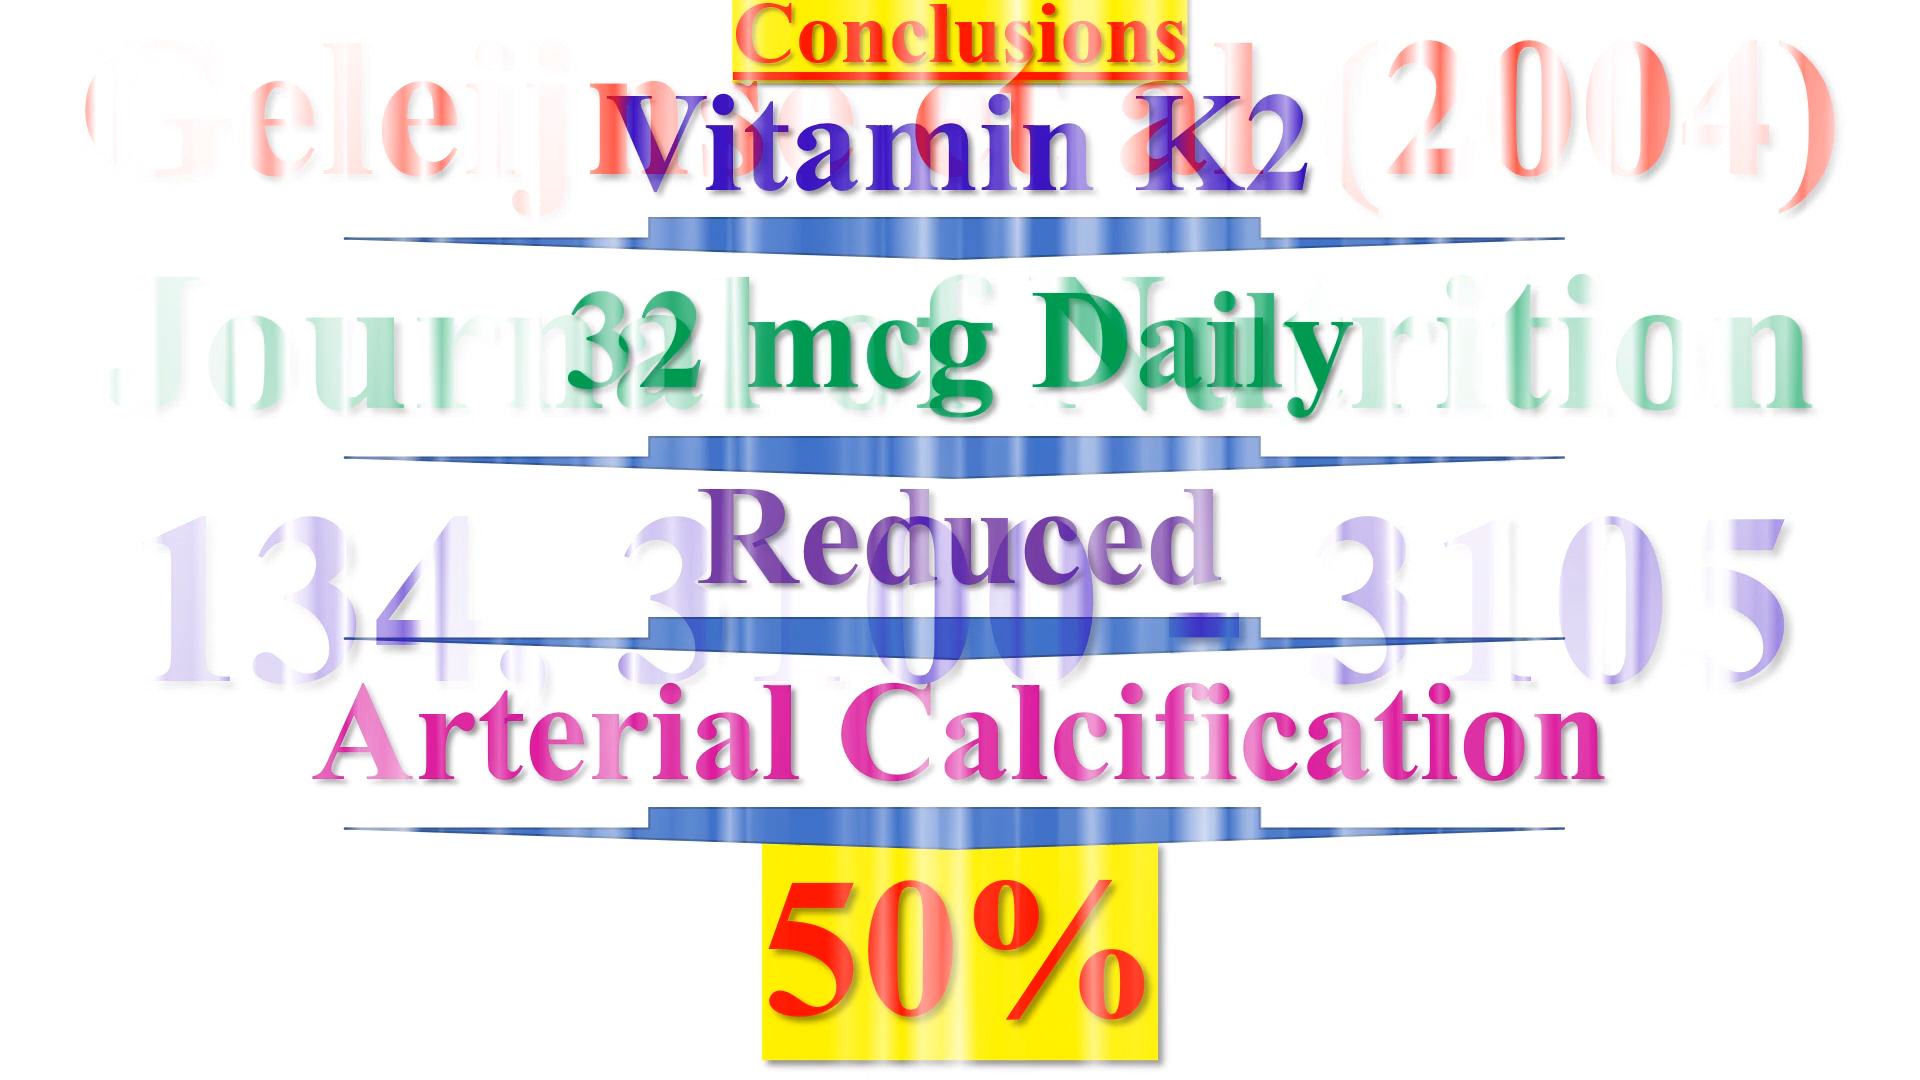 Conclusions
Geleijnse et al (2004)
Vitamin K2
Journal of Nutrition
32 mcg Daily
Reduced
134, 3100 - 3105
Arterial Calcification
50%